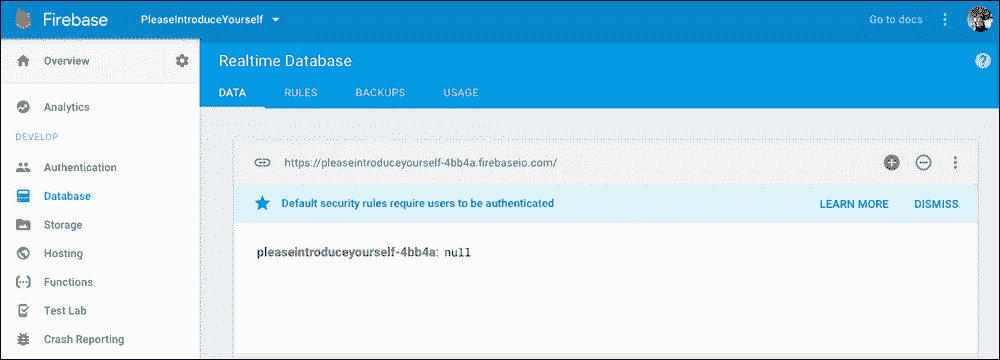 Firebase PleaseIntroduceYourself Go to docs
Overview
Realtime Database
DATA RULES BACKUPS USAGE
Analytics
DEVELOP
Authentication
Database
Storage
Hosting
Functions
Test Lab
Crash Reporting
https://pleaseintroduceyourself-4bb4a.firebaseio.com/
Default security rules require users to be authenticated LEARN MORE DISMISS
pleaseintroduceyourself-4bb4a: null